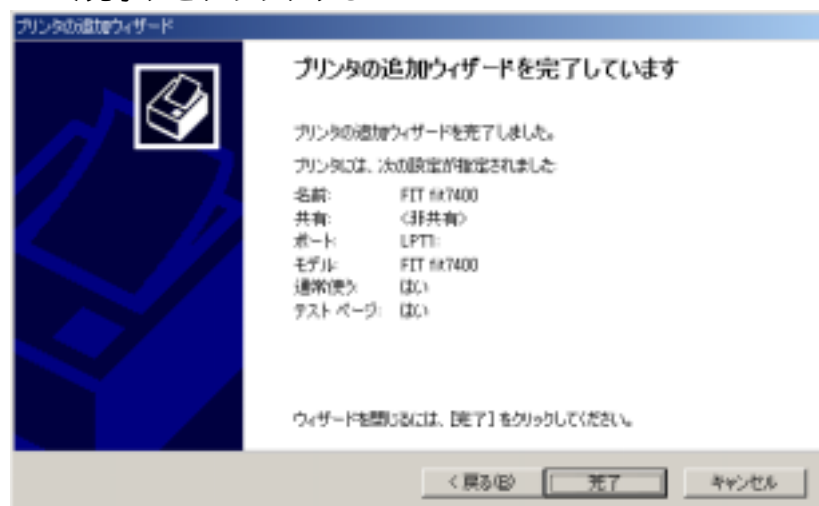 プリンタの追加ウィザード
プリンタの追加ウィザードを完了しています
プリンタの追加ウィザードを完了しました。
プリンタには、次の設定が指定されました:
名前: FIT fit7400
共有: <非共有>
ポート: LPT1:
モデル: FIT fit7400
通常使う: はい
テスト ページ: はい
ウィザードを閉じるには、[完了] をクリックしてください。
< 戻る(B) 完了 キャンセル